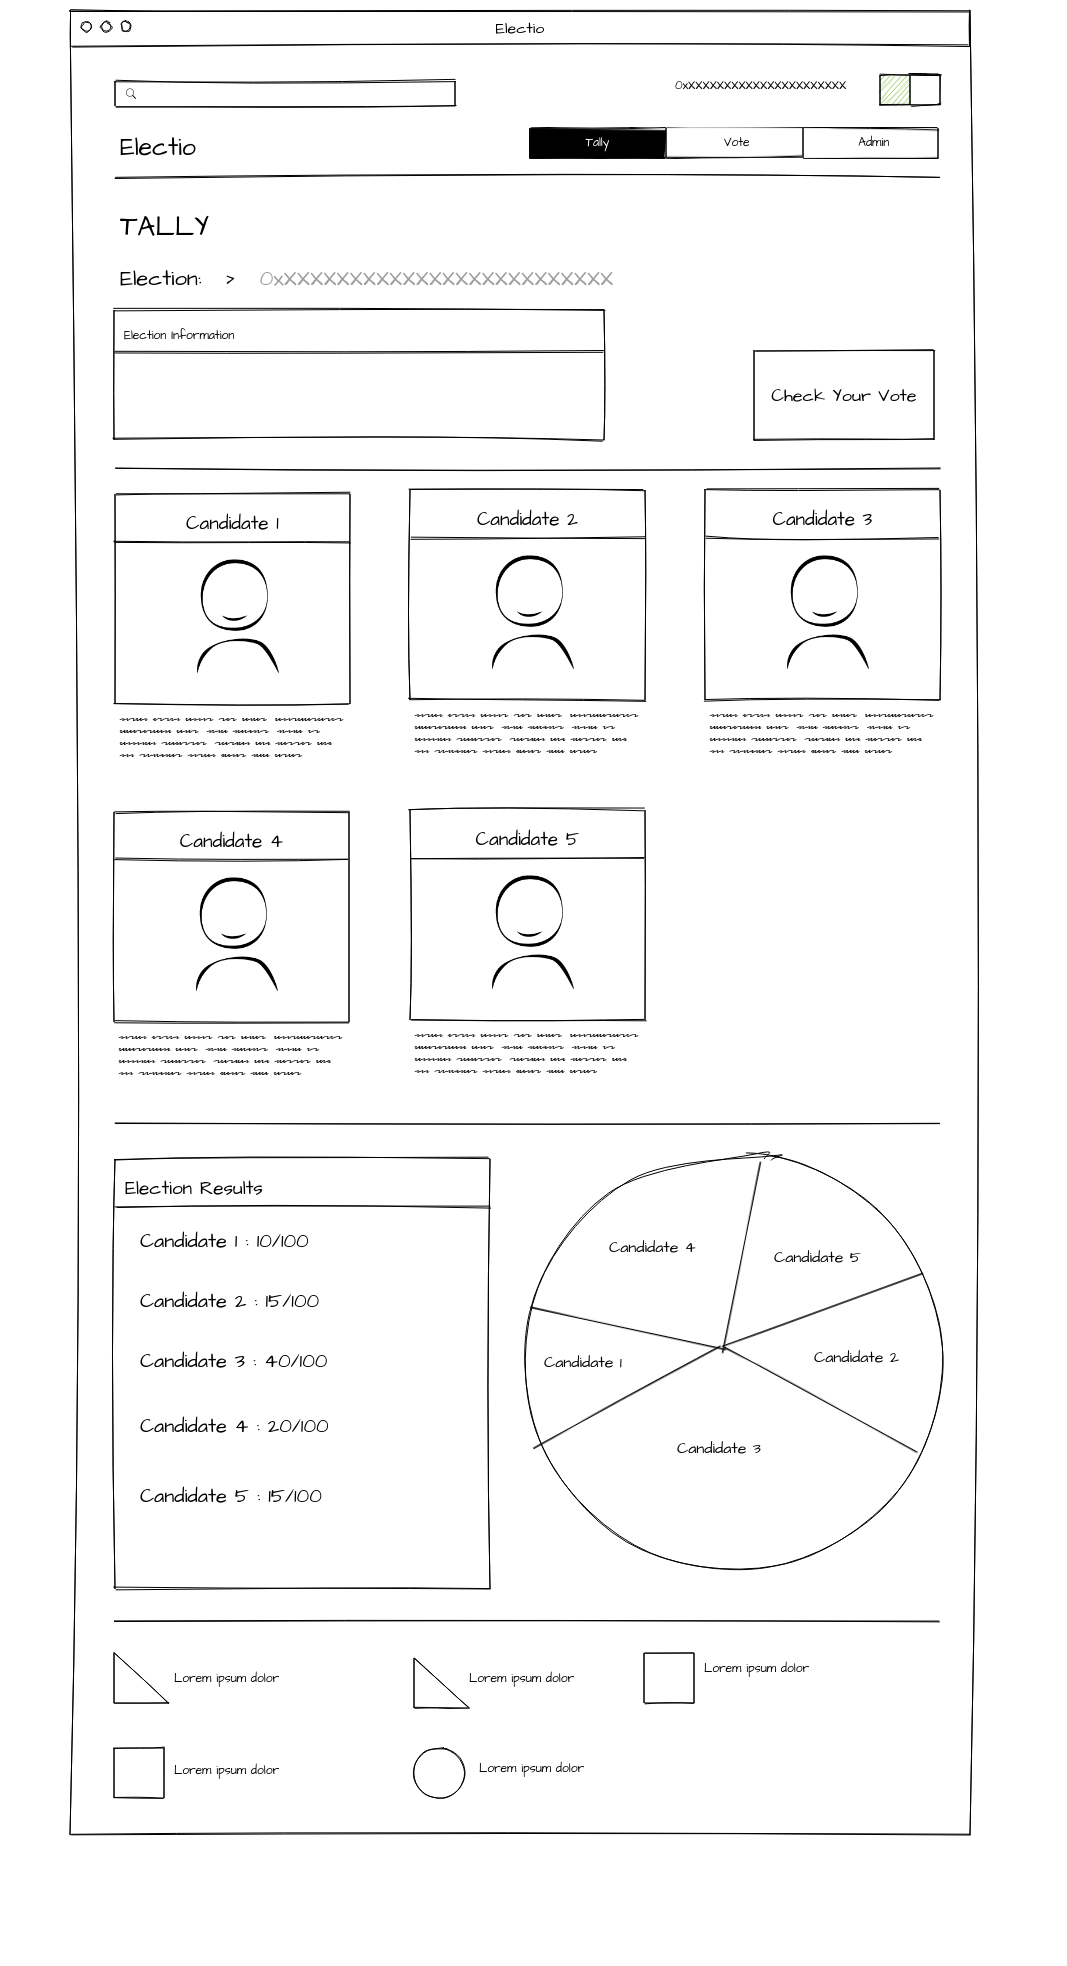 Electio
0xXXXXXXXXXXXXXXXXXXXXXX
Electio
Tally
Vote
Admin
TALLY
Election: > 0xXXXXXXXXXXXXXXXXXXXXXXXXX
Election Information
Check Your Vote
Candidate 1
Candidate 2
Candidate 3
Candidate 4
Candidate 5
Election Results
Candidate 1 : 10/100
Candidate 2 : 15/100
Candidate 3 : 40/100
Candidate 4 : 20/100
Candidate 5 : 15/100
Candidate 4
Candidate 5
Candidate 1
Candidate 2
Candidate 3
Lorem ipsum dolor
Lorem ipsum dolor
Lorem ipsum dolor
Lorem ipsum dolor
Lorem ipsum dolor